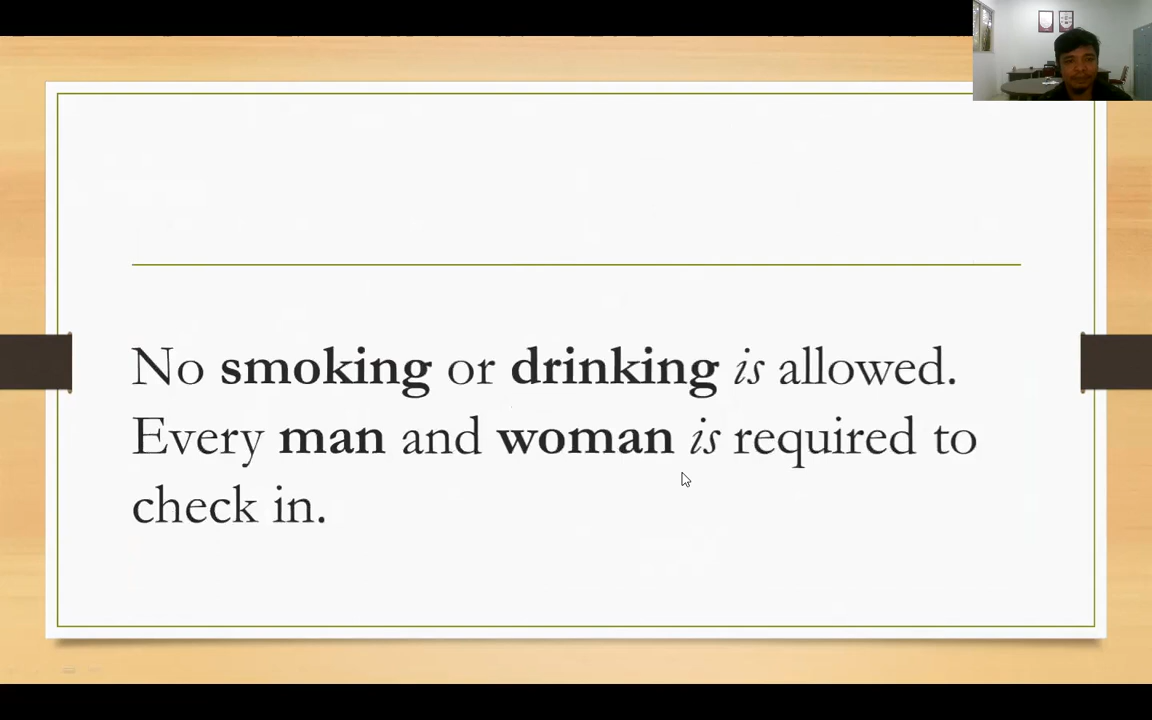 No smoking or drinking is allowed.
Every man and woman is required to
check in.